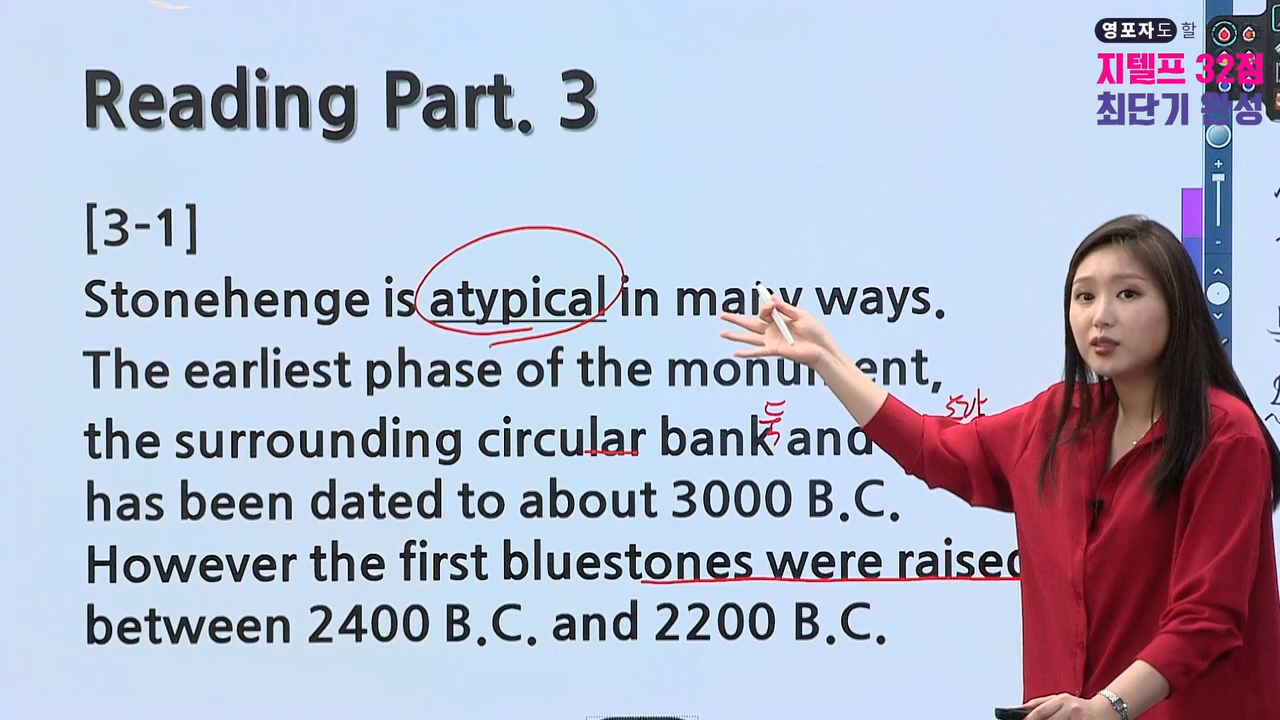 영포자도 할
지텔프 32점
최단기 완성
Reading Part. 3
[3-1]
Stonehenge is atypical in many ways.
The earliest phase of the monument,
the surrounding circular bank 둑 and
has been dated to about 3000 B.C.
However the first bluestones were raised
between 2400 B.C. and 2200 B.C.